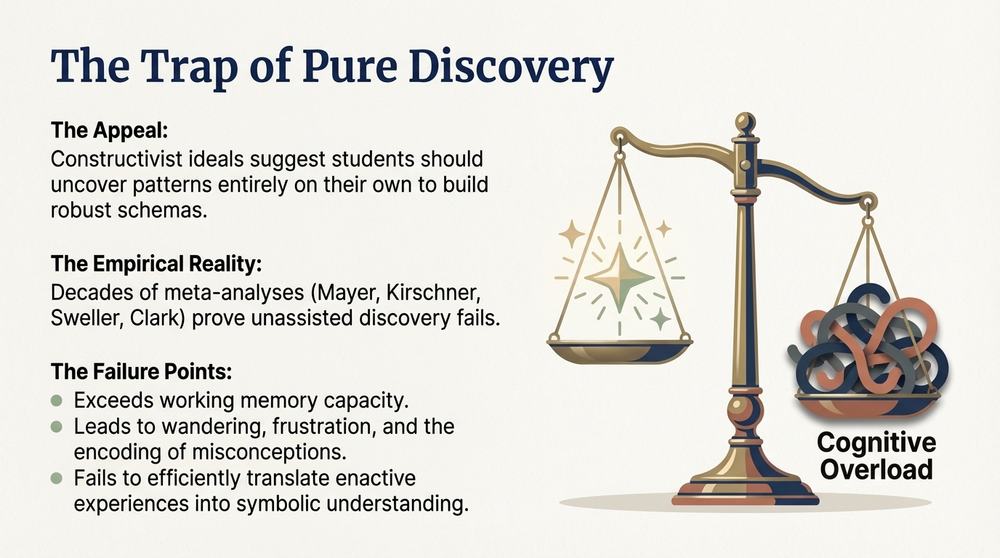 The Trap of Pure Discovery
The Appeal:
Constructivist ideals suggest students should
uncover patterns entirely on their own to build
robust schemas.
The Empirical Reality:
Decades of meta-analyses (Mayer, Kirschner,
Sweller, Clark) prove unassisted discovery fails.
The Failure Points:
Exceeds working memory capacity.
Leads to wandering, frustration, and the
encoding of misconceptions.
Fails to efficiently translate enactive
experiences into symbolic understanding.
Cognitive
Overload